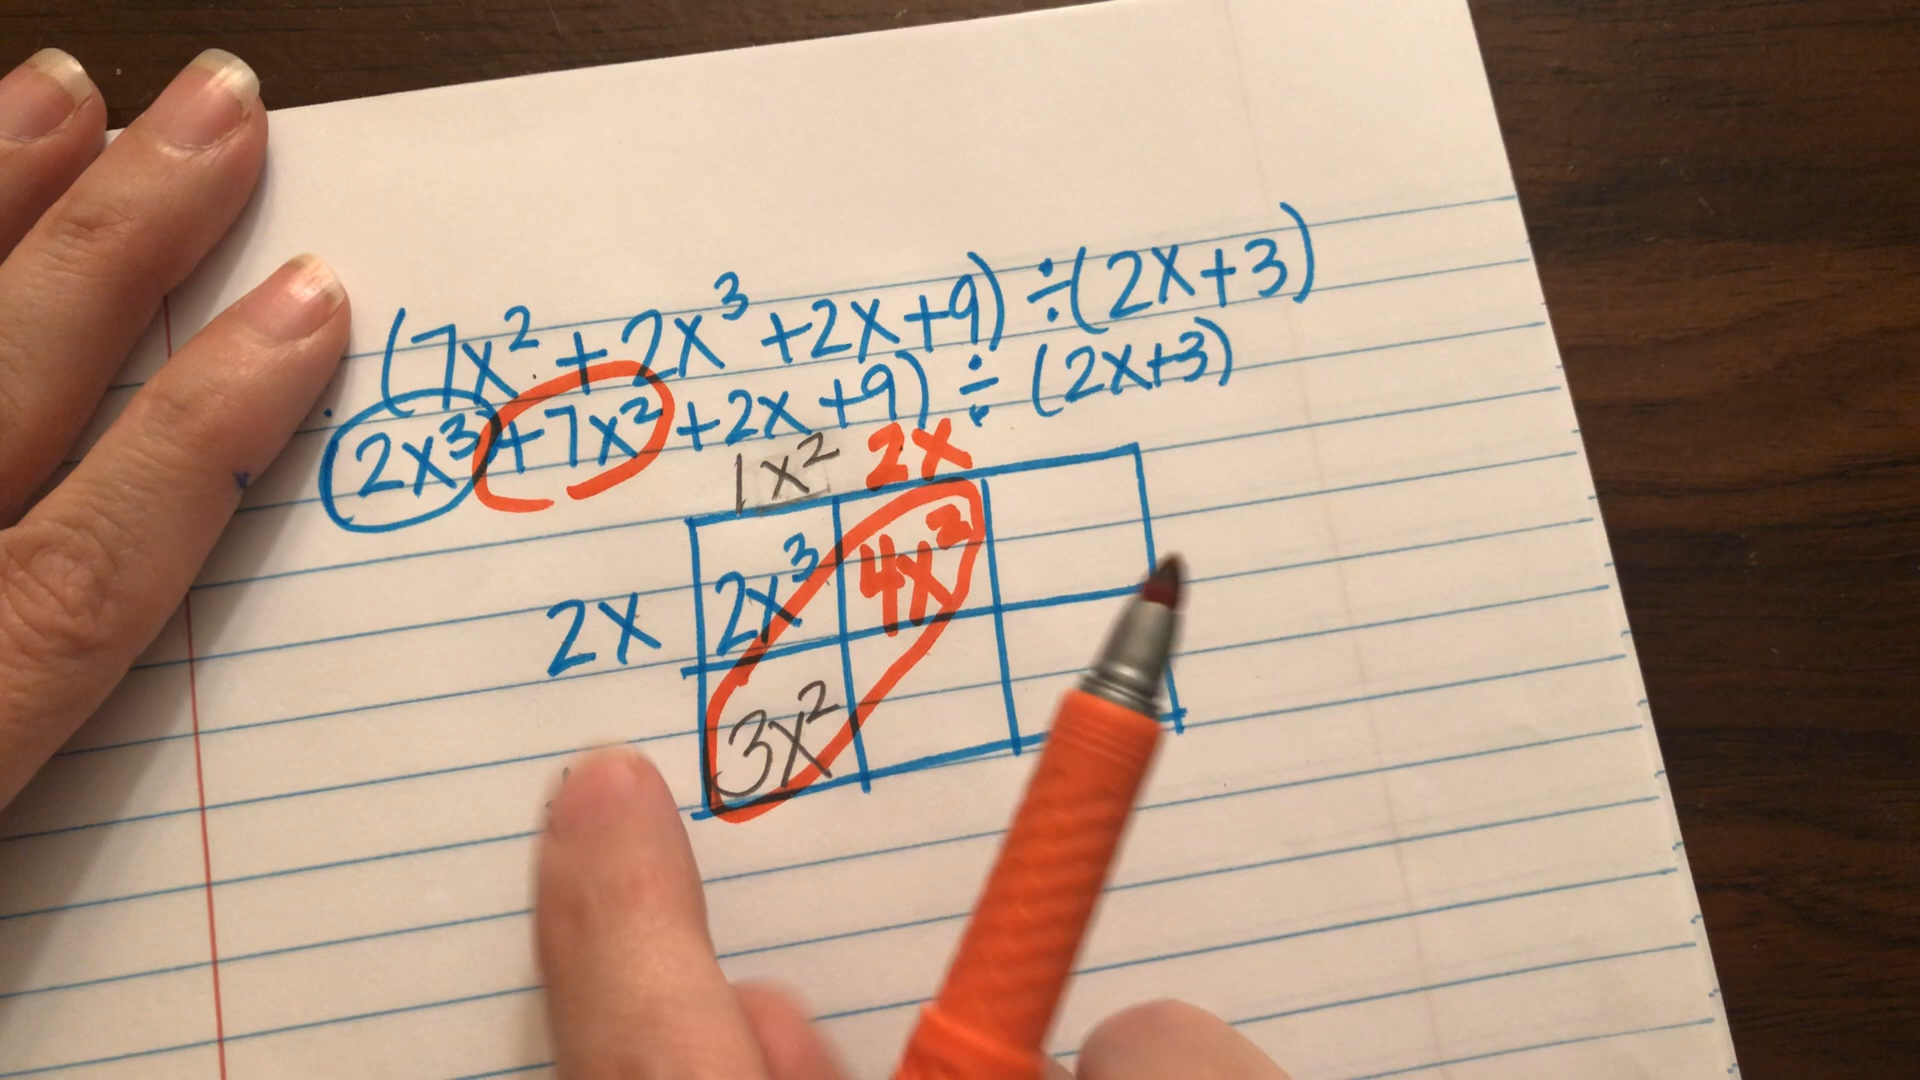 (7x² + 2x³ + 2x + 9) ÷ (2x + 3)
2x³ + 7x² + 2x + 9) ÷ (2x+3)
1x² 2x
2x 2x³ 4x²
3x²